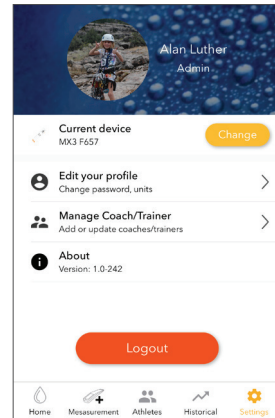 Alan Luther
Admin
Current device
MX3 F657
Change
Edit your profile
Change password, units
Manage Coach/Trainer
Add or update coaches/trainers
About
Version: 1.0-242
Logout
Home Measurement Athletes Historical Settings